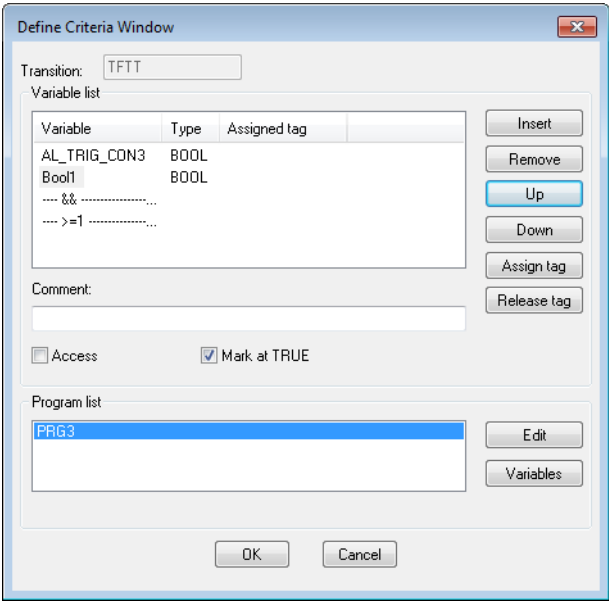 Define Criteria Window
Transition: TFTT
Variable list
Variable Type Assigned tag
AL_TRIG_CON3 BOOL
Bool1 BOOL
---- && ----------------...
---- >=1 ---------------...
Insert
Remove
Up
Down
Assign tag
Release tag
Comment:
Access Mark at TRUE
Program list
PRG3
Edit
Variables
OK Cancel